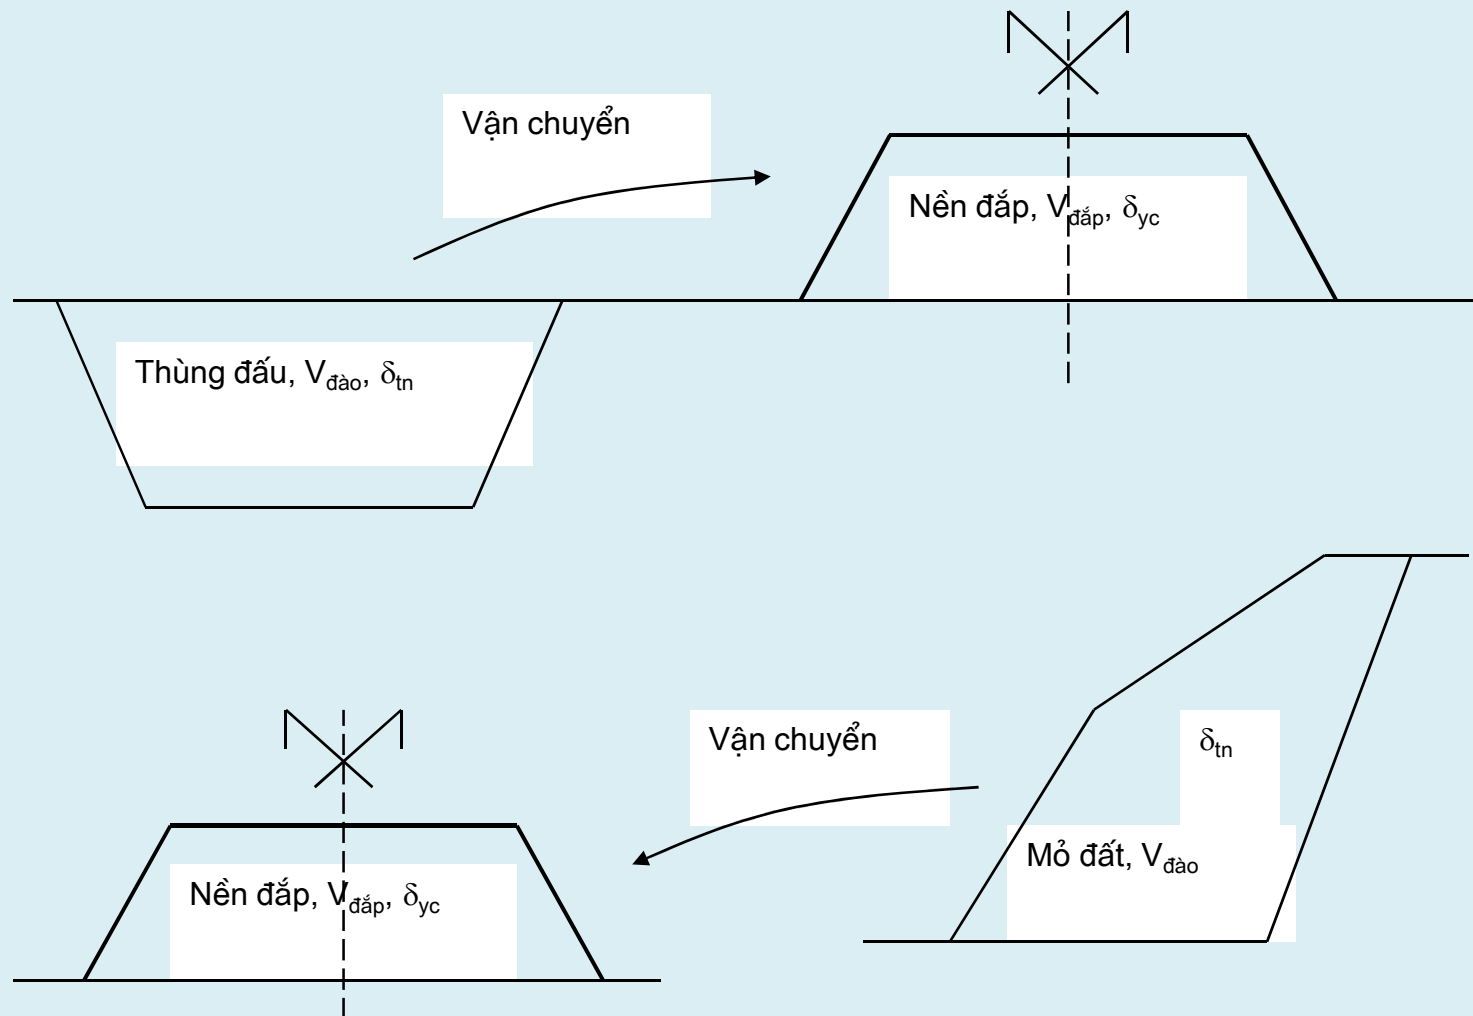 Vận chuyển
Nền đắp, Vđắp, δyc
Thùng đấu, Vđào, δtn
Vận chuyển
δtn
Mỏ đất, Vđào
Nền đắp, Vđắp, δyc